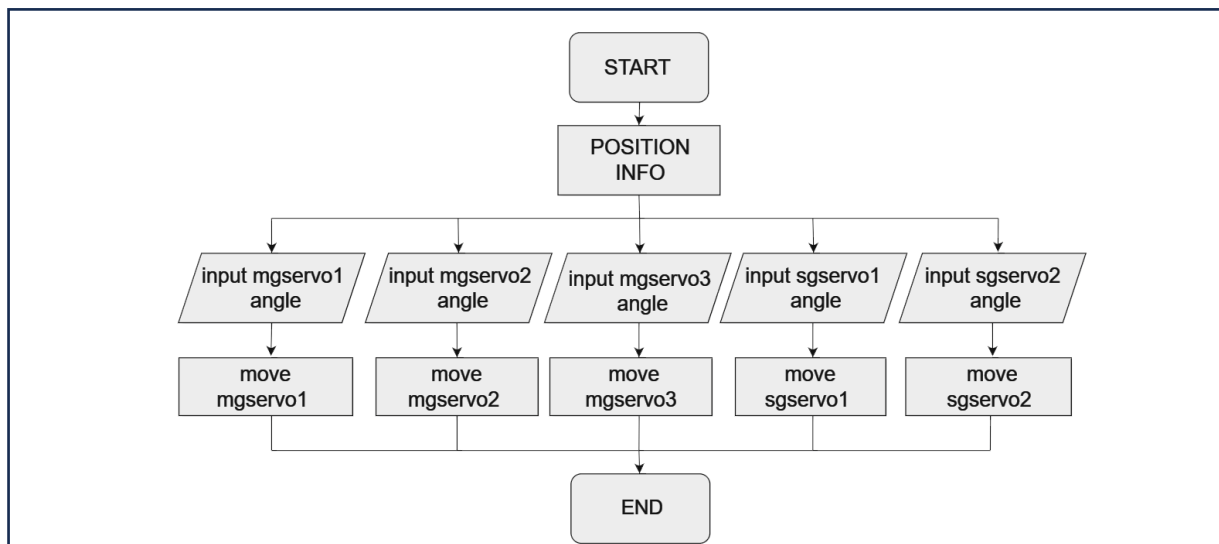 START
POSITION
INFO
input mgservo1
angle
input mgservo2
angle
input mgservo3
angle
input sgservo1
angle
input sgservo2
angle
move
mgservo1
move
mgservo2
move
mgservo3
move
sgservo1
move
sgservo2
END